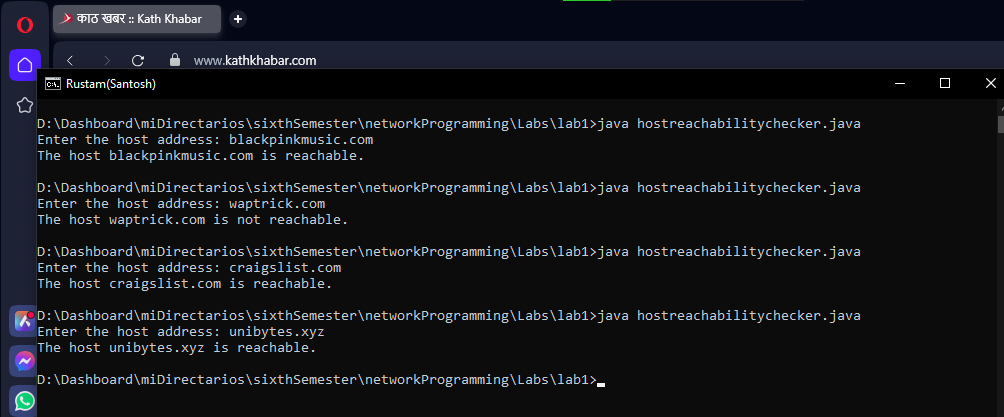 काठ खबर :: Kath Khabar
www.kathkhabar.com
Rustam(Santosh)
D:\Dashboard\miDirectarios\sixthSemester\networkProgramming\Labs\lab1>java hostreachabilitychecker.java
Enter the host address: blackpinkmusic.com
The host blackpinkmusic.com is reachable.
D:\Dashboard\miDirectarios\sixthSemester\networkProgramming\Labs\lab1>java hostreachabilitychecker.java
Enter the host address: waptrick.com
The host waptrick.com is not reachable.
D:\Dashboard\miDirectarios\sixthSemester\networkProgramming\Labs\lab1>java hostreachabilitychecker.java
Enter the host address: craigslist.com
The host craigslist.com is reachable.
D:\Dashboard\miDirectarios\sixthSemester\networkProgramming\Labs\lab1>java hostreachabilitychecker.java
Enter the host address: unibytes.xyz
The host unibytes.xyz is reachable.
D:\Dashboard\miDirectarios\sixthSemester\networkProgramming\Labs\lab1>